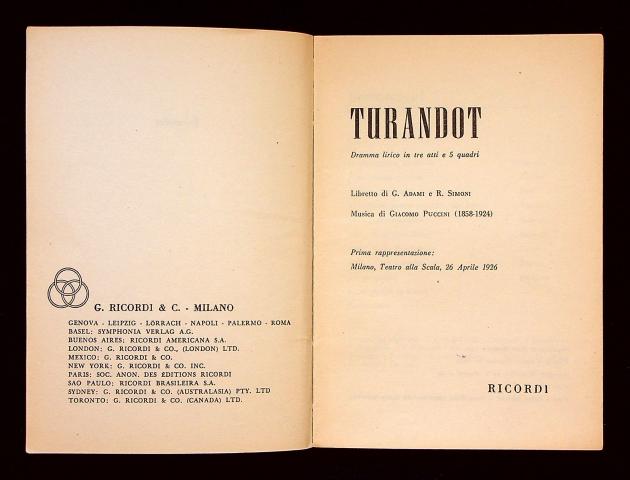 G. RICORDI & C. - MILANO
GENOVA - LEIPZIG - LÖRRACH - NAPOLI - PALERMO - ROMA
BASEL: SYMPHONIA VERLAG A.G.
BUENOS AIRES: RICORDI AMERICANA S.A.
LONDON: G. RICORDI & CO., (LONDON) LTD.
MEXICO: G. RICORDI & CO.
NEW YORK: G. RICORDI & CO. INC.
PARIS: SOC. ANON. DES ÉDITIONS RICORDI
SAO PAULO: RICORDI BRASILEIRA S.A.
SYDNEY: G. RICORDI & CO. (AUSTRALASIA) PTY. LTD
TORONTO: G. RICORDI & CO. (CANADA) LTD.
TURANDOT
Dramma lirico in tre atti e 5 quadri
Libretto di G. ADAMI e R. SIMONI
Musica di GIACOMO PUCCINI (1858-1924)
Prima rappresentazione:
Milano, Teatro alla Scala, 26 Aprile 1926
RICORDI